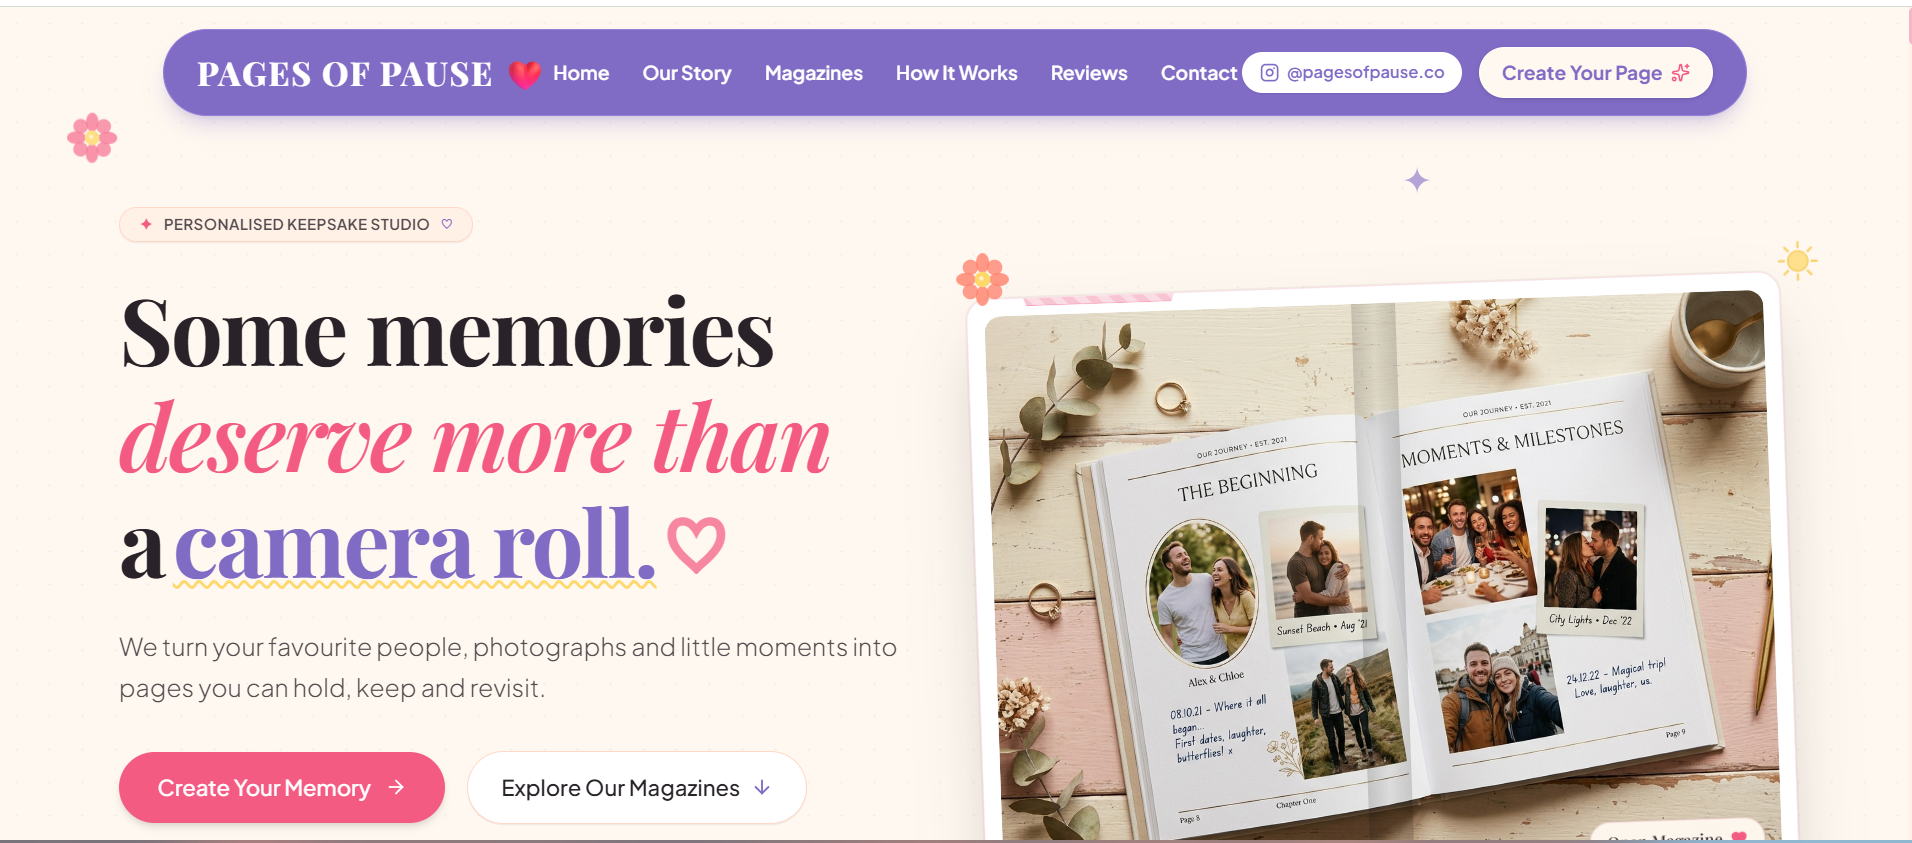 PAGES OF PAUSE
Home
Our Story
Magazines
How It Works
Reviews
Contact
@pagesofpause.co
Create Your Page
PERSONALISED KEEPSAKE STUDIO
Some memories
deserve more than
a camera roll.
We turn your favourite people, photographs and little moments into
pages you can hold, keep and revisit.
Create Your Memory
Explore Our Magazines
OUR JOURNEY • EST. 2021
THE BEGINNING
Sunset Beach • Aug '21
Alex & Chloe
08.10.21 - Where it all
began...
First dates, laughter,
butterflies! x
Chapter One
Page 8
OUR JOURNEY • EST. 2021
MOMENTS & MILESTONES
City Lights • Dec '22
24.12.22 - Magical trip!
Love, laughter, us.
Page 9
Open Magazine